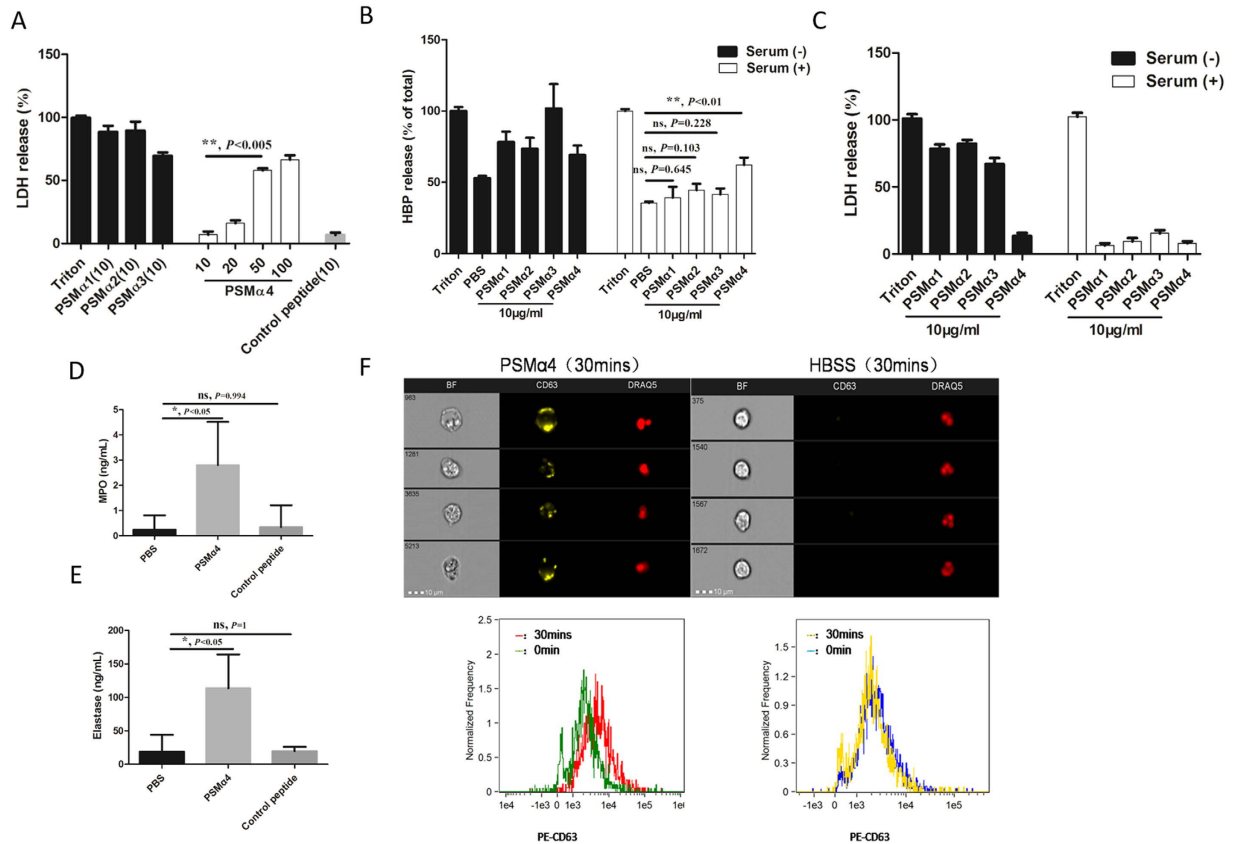 A
LDH release (%)
150
100
50
0
**, P<0.005
Triton
PSMα1(10)
PSMα2(10)
PSMα3(10)
10
20
50
100
PSMα4
Control peptide(10)
B
HBP release (% of total)
150
100
50
0
Serum (-)
Serum (+)
**, P<0.01
ns, P=0.228
ns, P=0.103
ns, P=0.645
Triton
PBS
PSMα1
PSMα2
PSMα3
PSMα4
10μg/ml
Triton
PBS
PSMα1
PSMα2
PSMα3
PSMα4
10μg/ml
C
LDH release (%)
150
100
50
0
Serum (-)
Serum (+)
Triton
PSMα1
PSMα2
PSMα3
PSMα4
10μg/ml
Triton
PSMα1
PSMα2
PSMα3
PSMα4
10μg/ml
D
MPO (ng/mL)
5
4
3
2
1
0
ns, P=0.994
*, P<0.05
PBS
PSMα4
Control peptide
E
Elastase (ng/mL)
200
150
100
50
0
ns, P=1
*, P<0.05
PBS
PSMα4
Control peptide
F
PSMα4（30mins）
HBSS（30mins）
BF CD63 DRAQ5 BF CD63 DRAQ5
983
1281
3635
5213
10 μm
375
1540
1567
1672
10 μm
Normalized Frequency
2.5
2
1.5
1
0.5
0
: 30mins
: 0min
1e4 -1e3 0 1e3 1e4 1e5 1e
PE-CD63
Normalized Frequency
1.5
1.2
0.9
0.6
0.3
0
: 30mins
: 0min
-1e3 0 1e3 1e4 1e5
PE-CD63